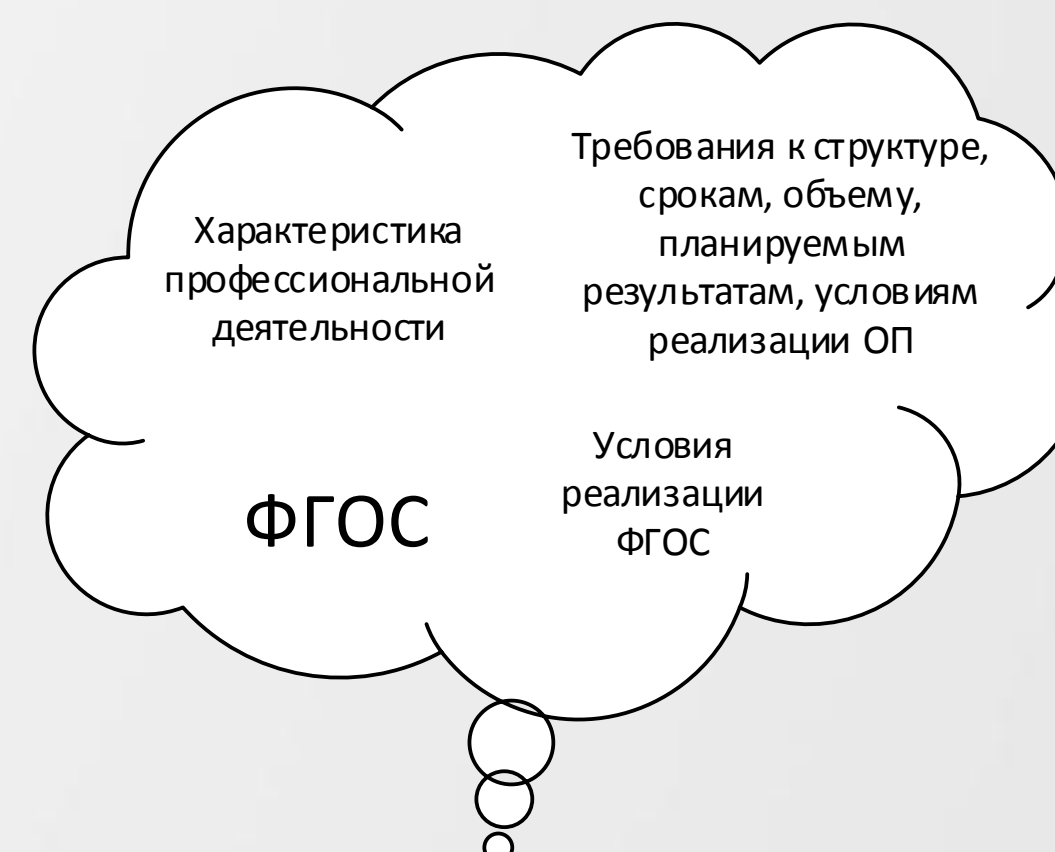 Характеристика
профессиональной
деятельности
Требования к структуре,
срокам, объему,
планируемым
результатам, условиям
реализации ОП
ФГОС
Условия
реализации
ФГОС